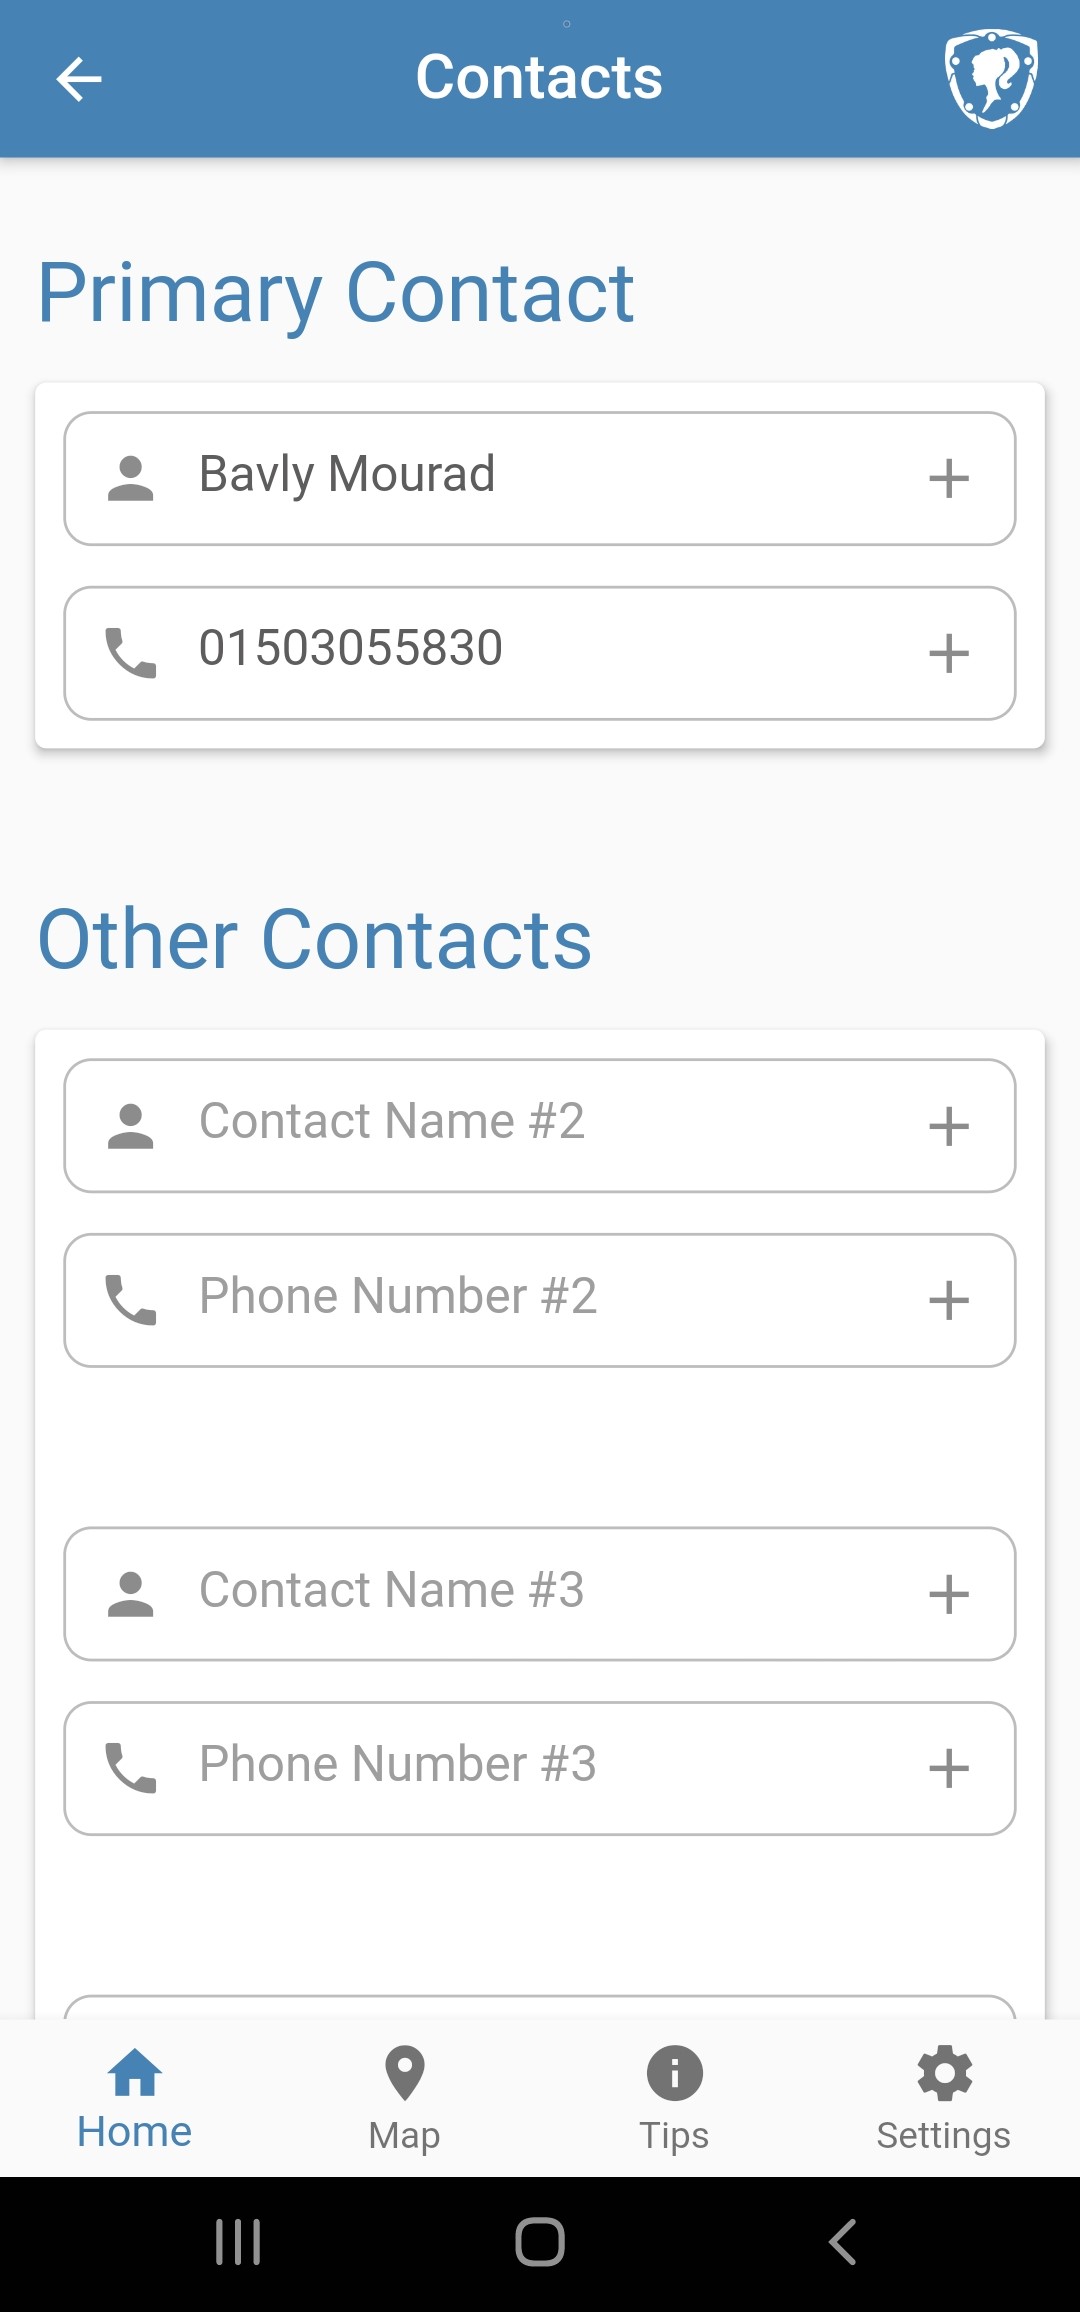 Contacts
Primary Contact
Bavly Mourad
01503055830
Other Contacts
Contact Name #2
Phone Number #2
Contact Name #3
Phone Number #3
Home
Map
Tips
Settings